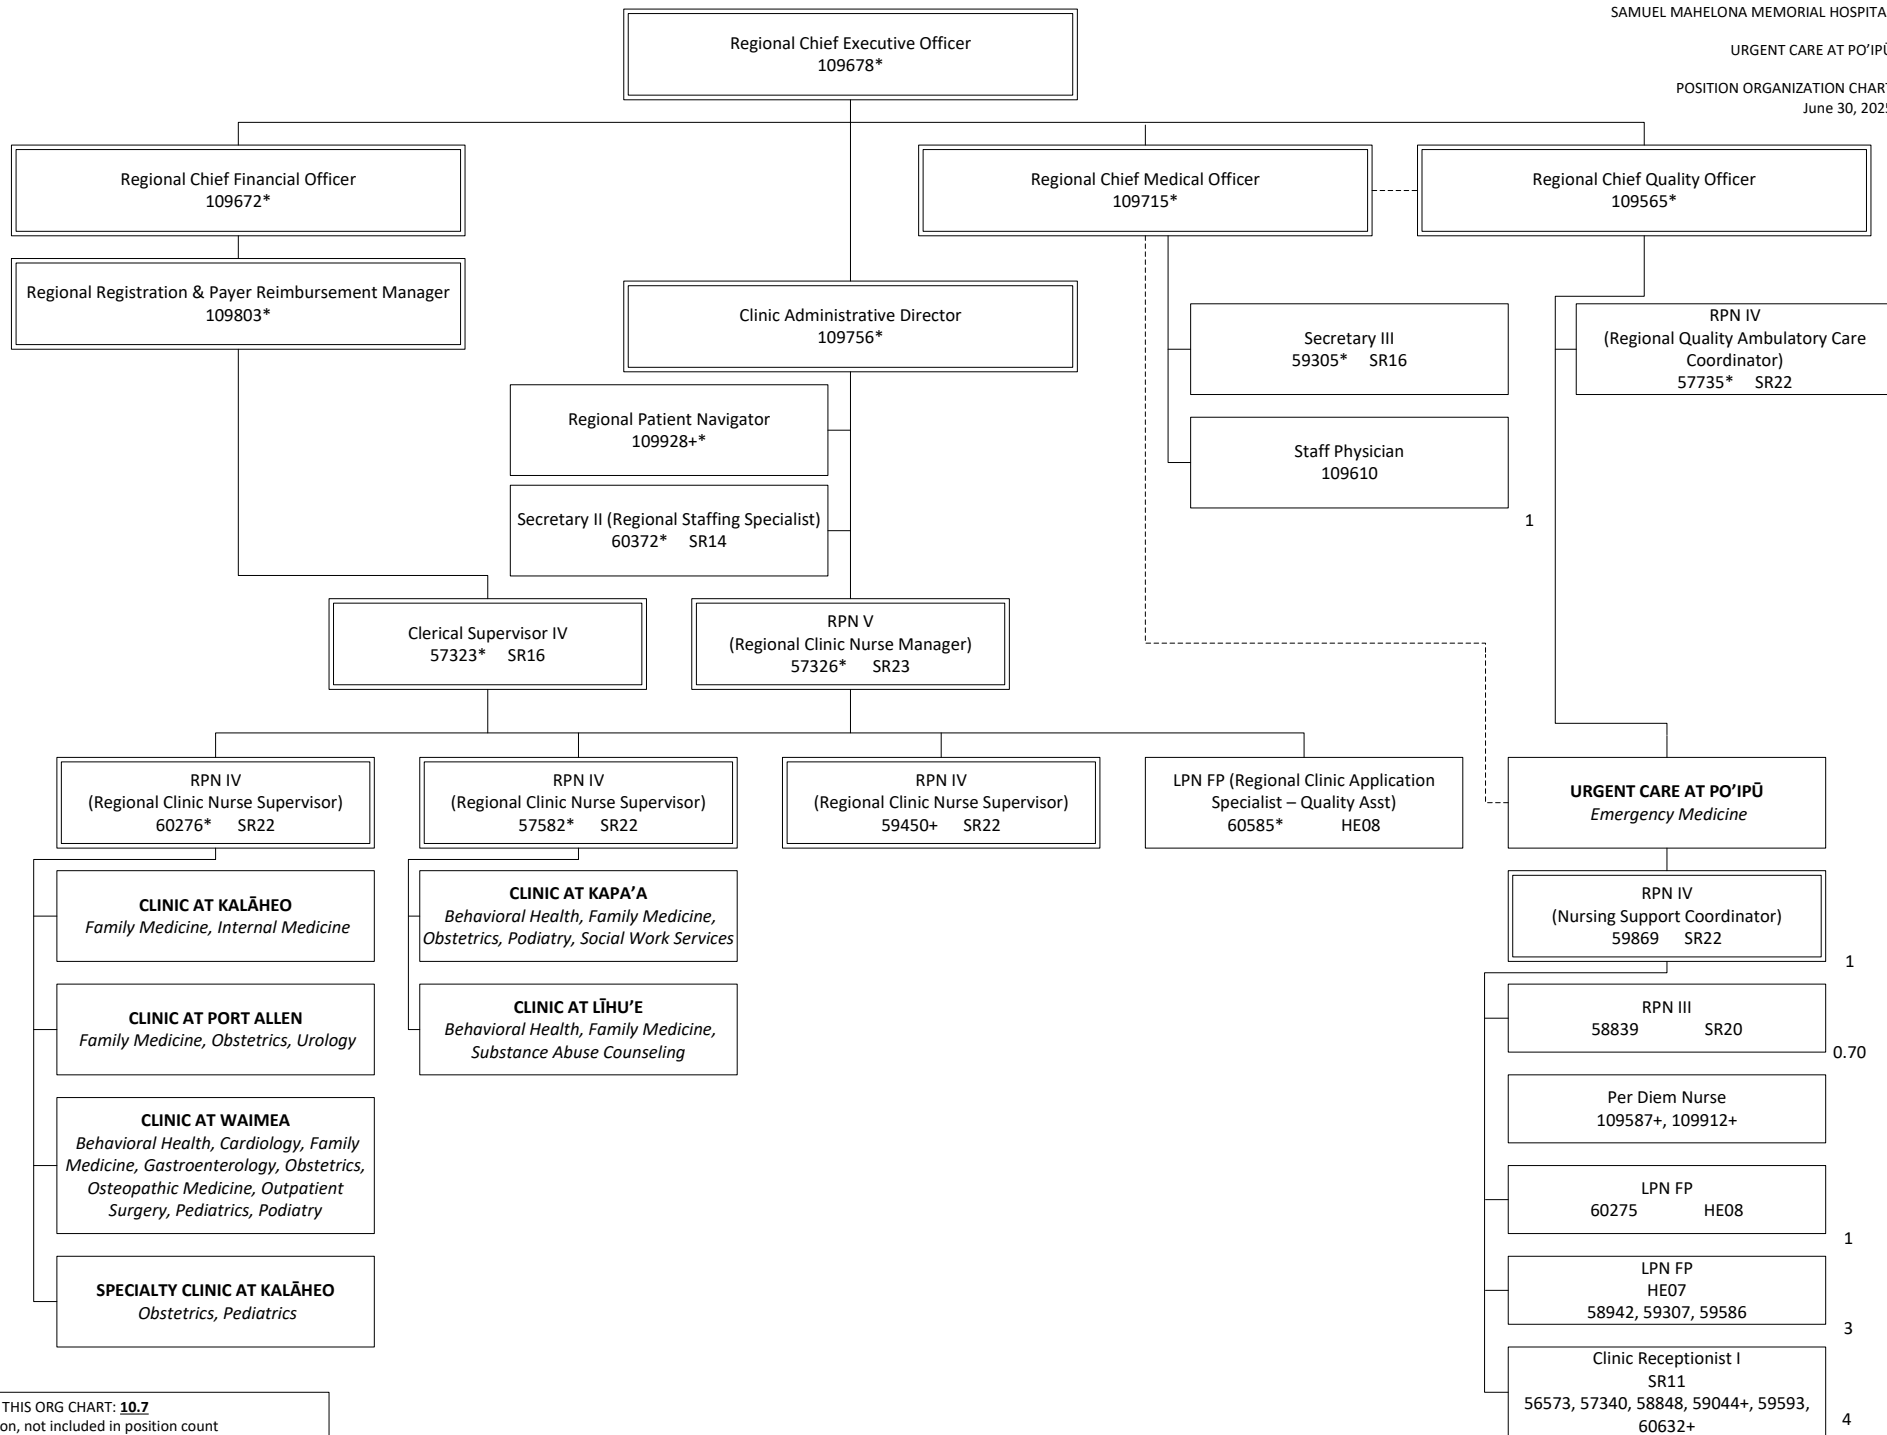 SAMUEL MAHELONA MEMORIAL HOSPITA
URGENT CARE AT PO’IPŪ
POSITION ORGANIZATION CHART
June 30, 2025
Regional Chief Executive Officer
109678*
Regional Chief Financial Officer
109672*
Regional Chief Medical Officer
109715*
Regional Chief Quality Officer
109565*
Regional Registration & Payer Reimbursement Manager
109803*
Clinic Administrative Director
109756*
Secretary III
59305* SR16
RPN IV
(Regional Quality Ambulatory Care
Coordinator)
57735* SR22
Regional Patient Navigator
109928+*
Staff Physician
109610
1
Secretary II (Regional Staffing Specialist)
60372* SR14
Clerical Supervisor IV
57323* SR16
RPN V
(Regional Clinic Nurse Manager)
57326* SR23
RPN IV
(Regional Clinic Nurse Supervisor)
60276* SR22
RPN IV
(Regional Clinic Nurse Supervisor)
57582* SR22
RPN IV
(Regional Clinic Nurse Supervisor)
59450+ SR22
LPN FP (Regional Clinic Application
Specialist – Quality Asst)
60585* HE08
URGENT CARE AT PO’IPŪ
Emergency Medicine
CLINIC AT KALĀHEO
Family Medicine, Internal Medicine
CLINIC AT KAPA’A
Behavioral Health, Family Medicine,
Obstetrics, Podiatry, Social Work Services
RPN IV
(Nursing Support Coordinator)
59869 SR22
1
CLINIC AT PORT ALLEN
Family Medicine, Obstetrics, Urology
CLINIC AT LĪHU’E
Behavioral Health, Family Medicine,
Substance Abuse Counseling
RPN III
58839 SR20
0.70
CLINIC AT WAIMEA
Behavioral Health, Cardiology, Family
Medicine, Gastroenterology, Obstetrics,
Osteopathic Medicine, Outpatient
Surgery, Pediatrics, Podiatry
Per Diem Nurse
109587+, 109912+
LPN FP
60275 HE08
1
SPECIALTY CLINIC AT KALĀHEO
Obstetrics, Pediatrics
LPN FP
HE07
58942, 59307, 59586
3
Clinic Receptionist I
SR11
56573, 57340, 58848, 59044+, 59593,
60632+
4
THIS ORG CHART: 10.7
on, not included in position count